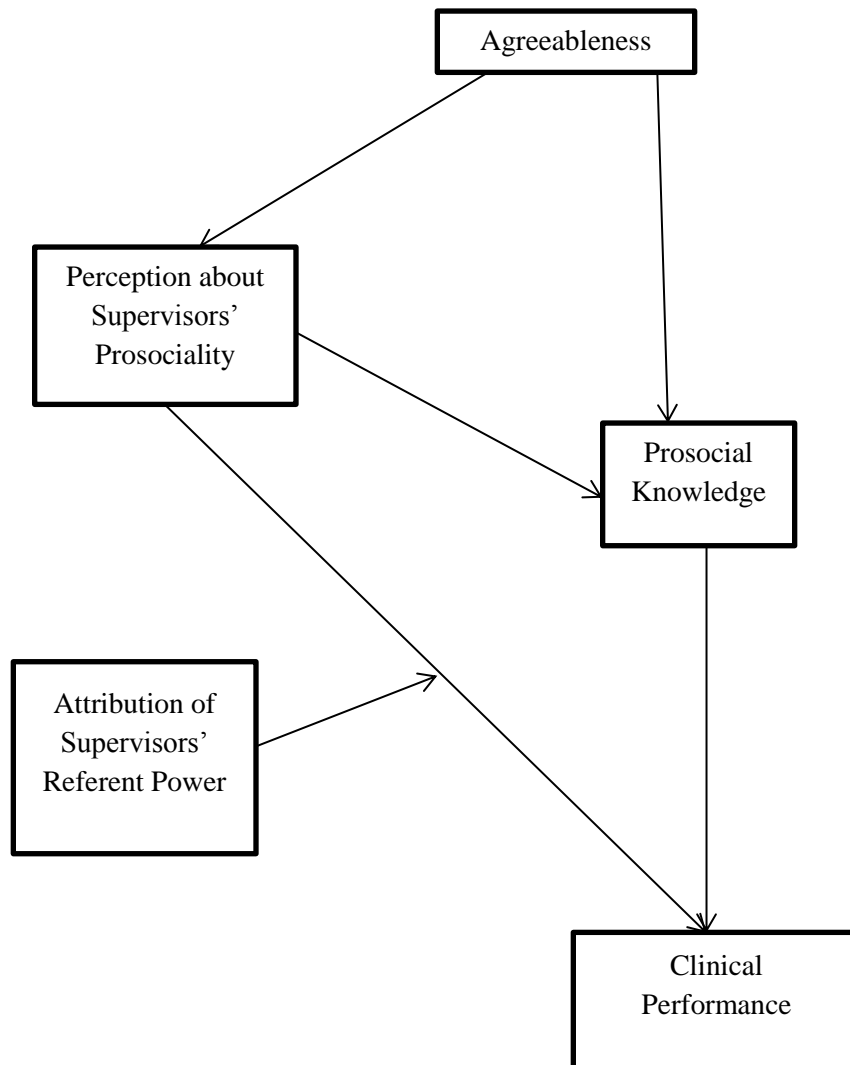 Agreeableness
Perception about
Supervisors’
Prosociality
Prosocial
Knowledge
Attribution of
Supervisors’
Referent Power
Clinical
Performance